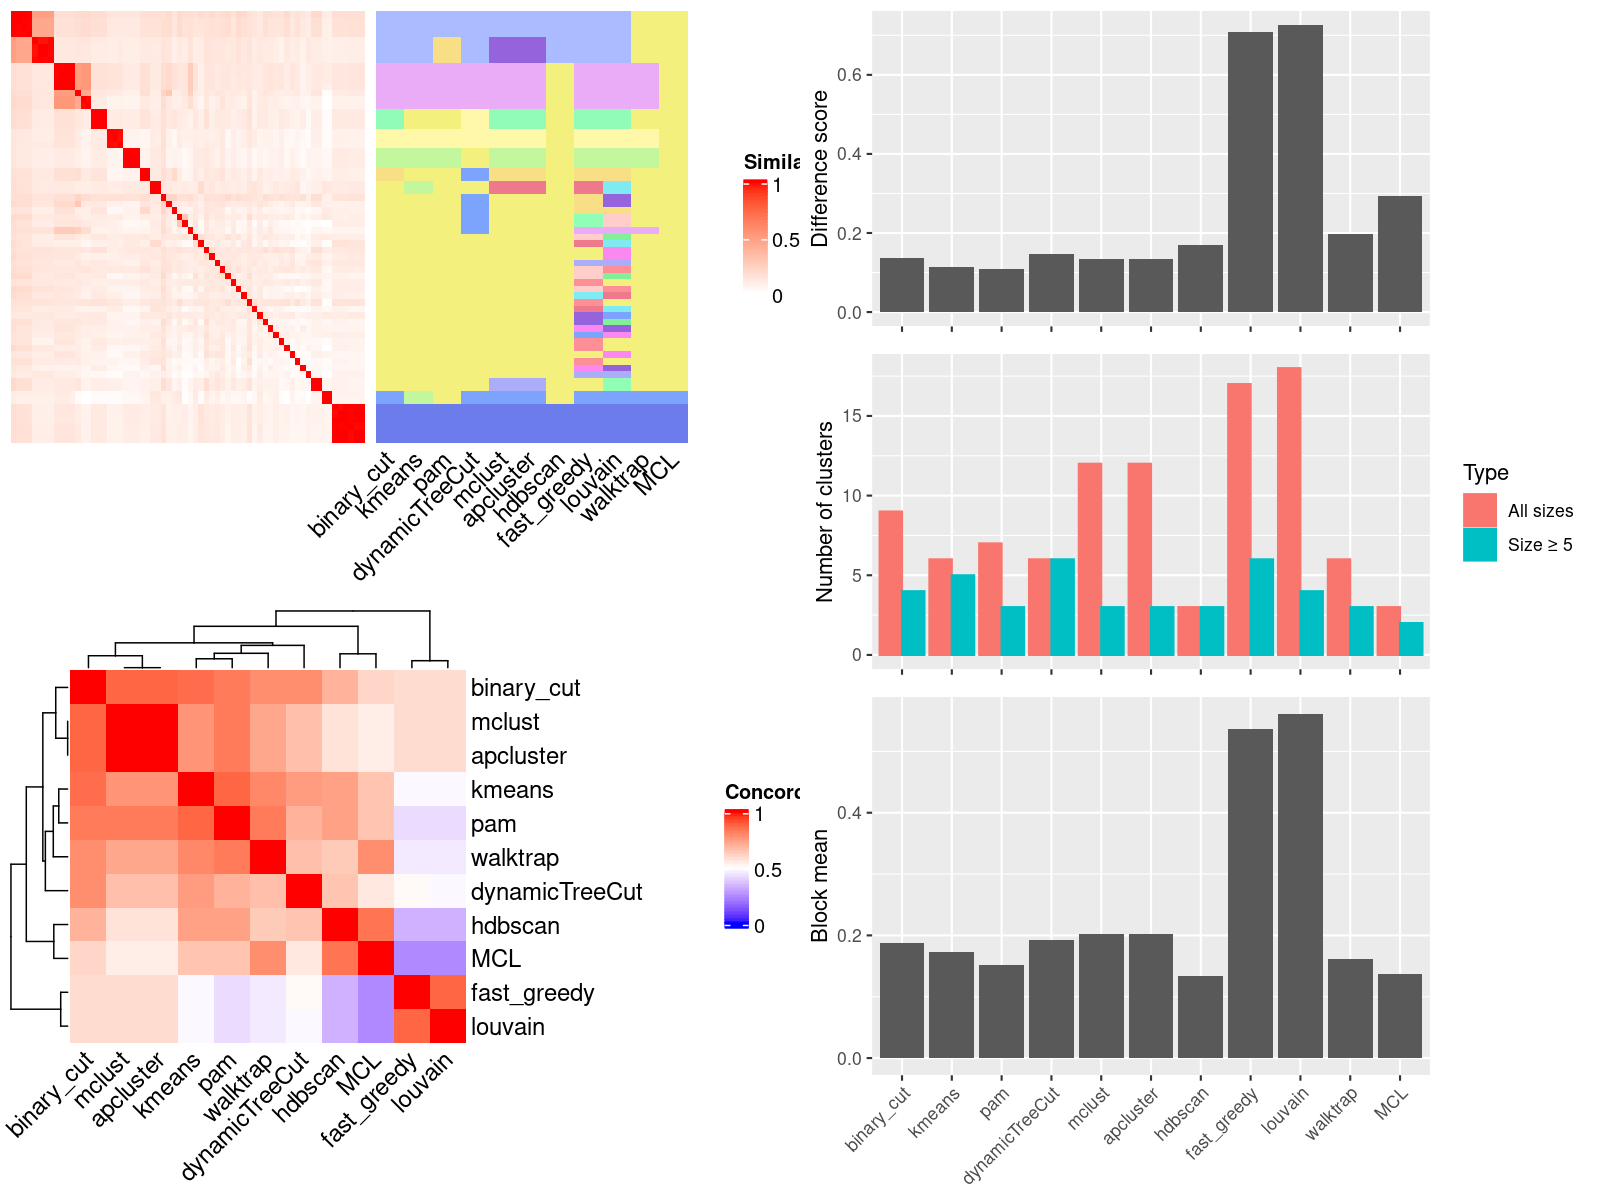 Simila
1
0.5
0
binary_cut
kmeans
pam
dynamicTreeCut
mclust
apcluster
hdbscan
fast_greedy
louvain
walktrap
MCL
binary_cut
mclust
apcluster
kmeans
pam
walktrap
dynamicTreeCut
hdbscan
MCL
fast_greedy
louvain
binary_cut
mclust
apcluster
kmeans
pam
walktrap
dynamicTreeCut
hdbscan
MCL
fast_greedy
louvain
Concord
1
0.5
0
Difference score
0.6
0.4
0.2
0.0
Number of clusters
15
10
5
0
Type
All sizes
Size ≥ 5
Block mean
0.4
0.2
0.0
binary_cut
kmeans
pam
dynamicTreeCut
mclust
apcluster
hdbscan
fast_greedy
louvain
walktrap
MCL